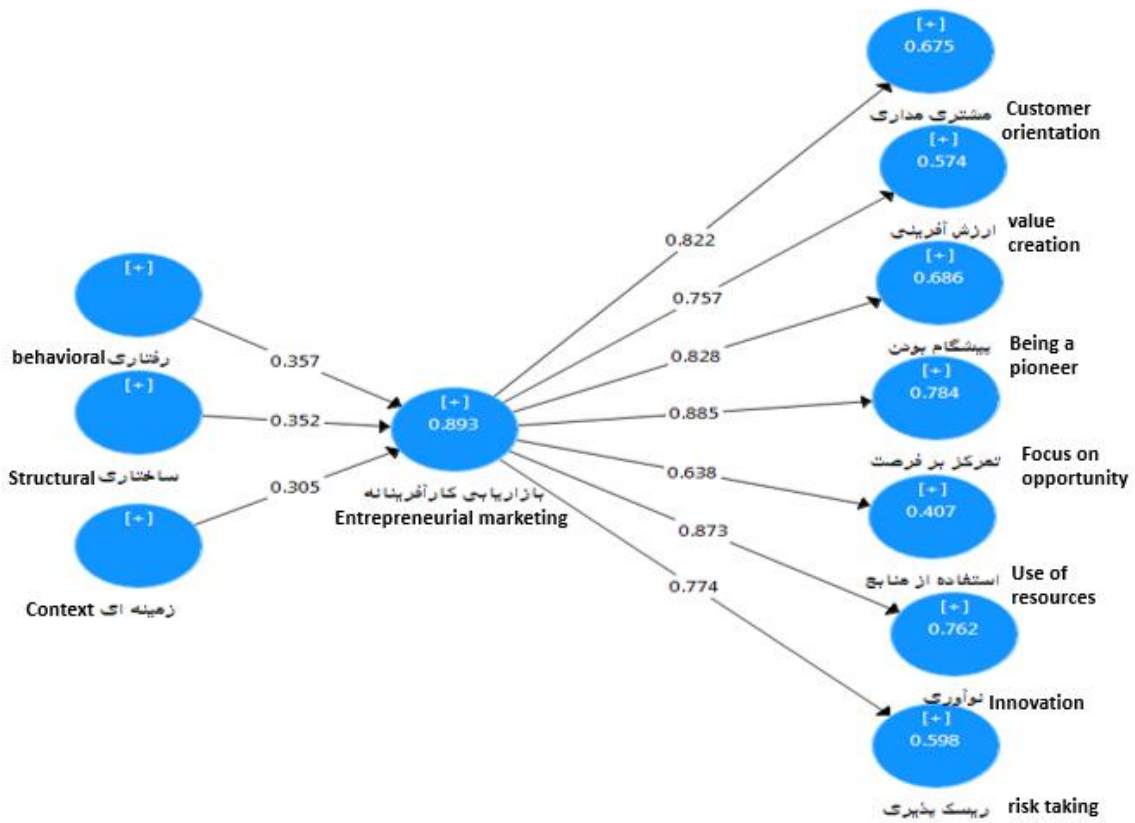 [+]
0.675
مشتری مداری
Customer
orientation
[+]
0.574
0.822
ارزش آفرینی
value
creation
[+]
[+]
0.686
0.757
پیشگام بودن
Being a
pioneer
behavioral رفتاری
0.357
0.828
[+]
[+]
0.784
[+]
0.893
0.885
0.352
تمرکز بر فرصت
Focus on
opportunity
Structural ساختاری
0.638
[+]
0.407
0.305
بازاریابی کارآفرینانه
Entrepreneurial marketing
[+]
0.873
استفاده از منابع
Use of
resources
0.774
[+]
0.762
Context زمینه ای
نوآوری Innovation
[+]
0.598
ریسک پذیری risk taking